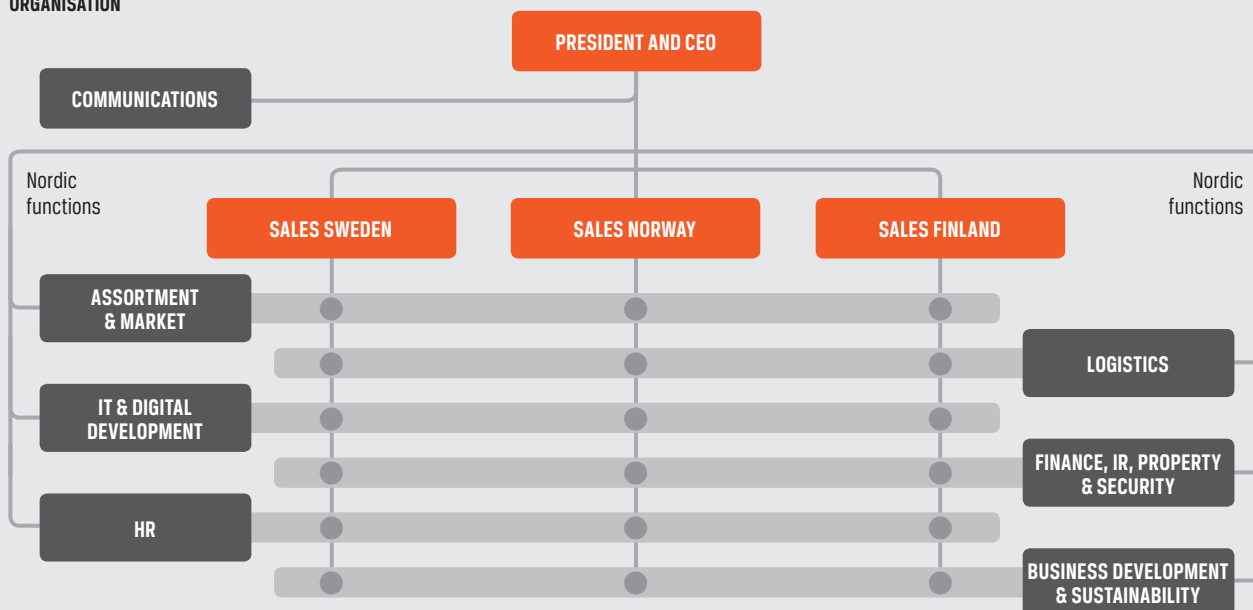 ORGANISATION
PRESIDENT AND CEO
COMMUNICATIONS
Nordic
functions
Nordic
functions
SALES SWEDEN
SALES NORWAY
SALES FINLAND
ASSORTMENT
& MARKET
LOGISTICS
IT & DIGITAL
DEVELOPMENT
FINANCE, IR, PROPERTY
& SECURITY
HR
BUSINESS DEVELOPMENT
& SUSTAINABILITY